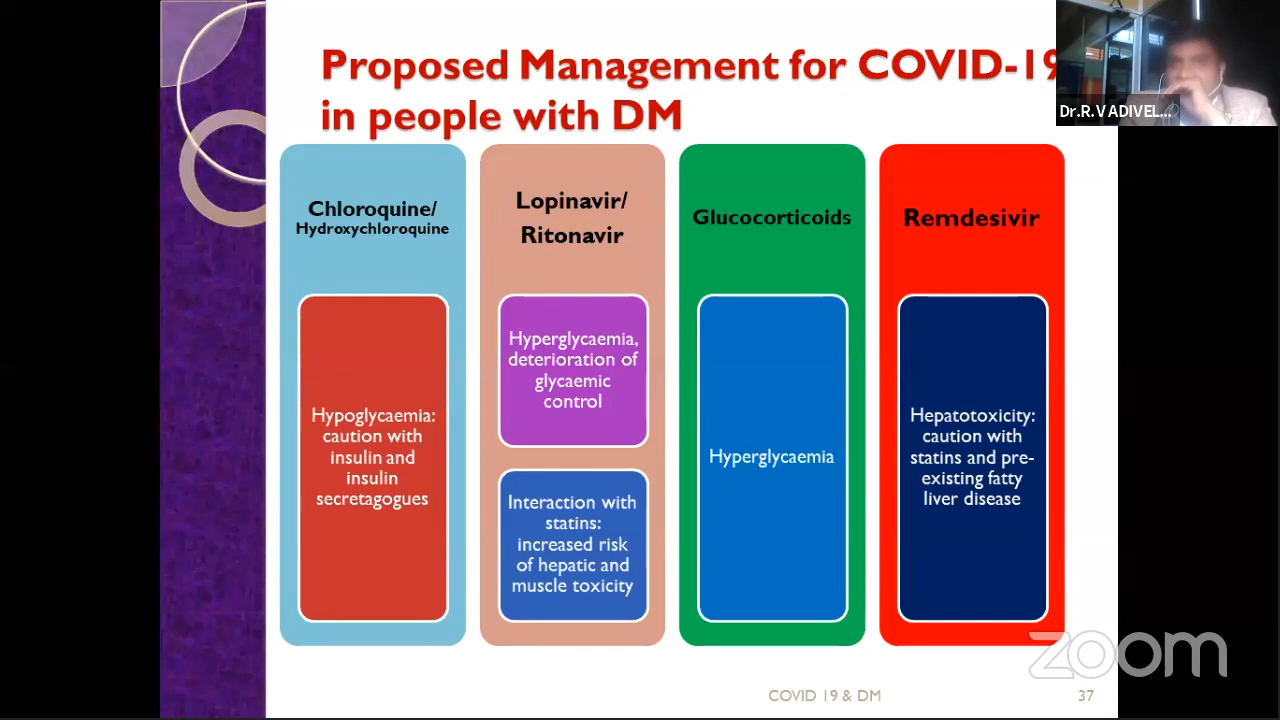 Proposed Management for COVID-19
in people with DM
Dr.R.VADIVEL...
Chloroquine/
Hydroxychloroquine
Hypoglycaemia:
caution with
insulin and
insulin
secretagogues
Lopinavir/
Ritonavir
Hyperglycaemia,
deterioration of
glycaemic
control
Interaction with
statins:
increased risk
of hepatic and
muscle toxicity
Glucocorticoids
Hyperglycaemia
Remdesivir
Hepatotoxicity:
caution with
statins and pre-
existing fatty
liver disease
zoom
COVID 19 & DM
37